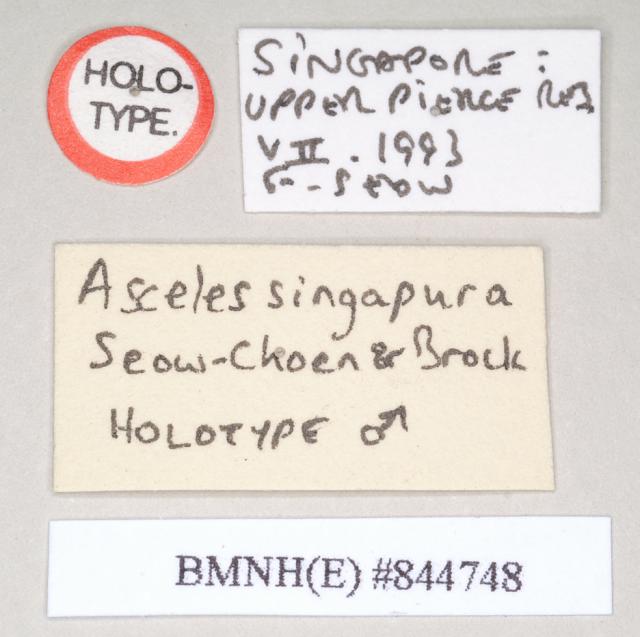 HOLO-
TYPE.
SINGAPORE:
UPPER PIERCE RES
VII. 1993
F. SEOW
Asceles singapura
Seow-Choen & Brock
HOLOTYPE ♂
BMNH(E) #844748